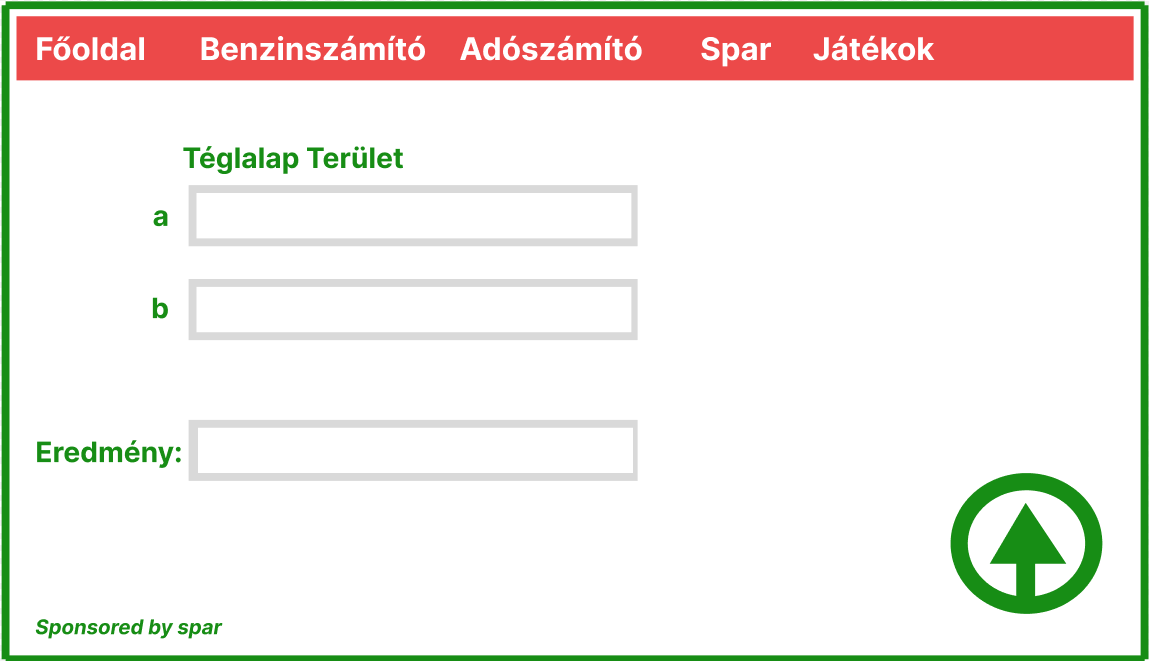 Főoldal Benzinszámító Adószámító Spar Játékok
Téglalap Terület
a
b
Eredmény:
Sponsored by spar